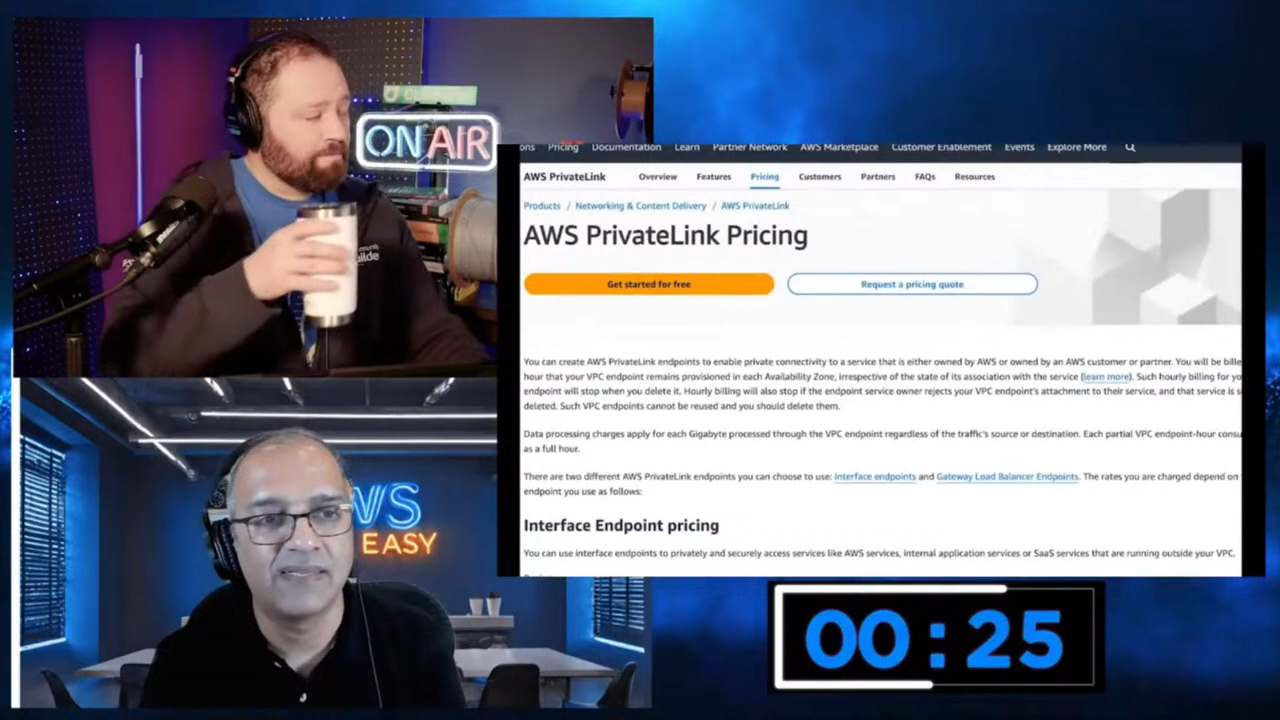 ON AIR
munit
uilde
WS
EASY
ons Pricing Documentation Learn Partner Network AWS Marketplace Customer Enablement Events Explore More
AWS PrivateLink Overview Features Pricing Customers Partners FAQs Resources
Products / Networking & Content Delivery / AWS PrivateLink
AWS PrivateLink Pricing
Get started for free Request a pricing quote
You can create AWS PrivateLink endpoints to enable private connectivity to a service that is either owned by AWS or owned by an AWS customer or partner. You will be bille
hour that your VPC endpoint remains provisioned in each Availability Zone, irrespective of the state of its association with the service (learn more). Such hourly billing for yo
endpoint will stop when you delete it. Hourly billing will also stop if the endpoint service owner rejects your VPC endpoint's attachment to their service, and that service is s
deleted. Such VPC endpoints cannot be reused and you should delete them.
Data processing charges apply for each Gigabyte processed through the VPC endpoint regardless of the traffic's source or destination. Each partial VPC endpoint-hour consu
as a full hour.
There are two different AWS PrivateLink endpoints you can choose to use: Interface endpoints and Gateway Load Balancer Endpoints. The rates you are charged depend on
endpoint you use as follows:
Interface Endpoint pricing
You can use interface endpoints to privately and securely access services like AWS services, internal application services or SaaS services that are running outside your VPC.
00:25